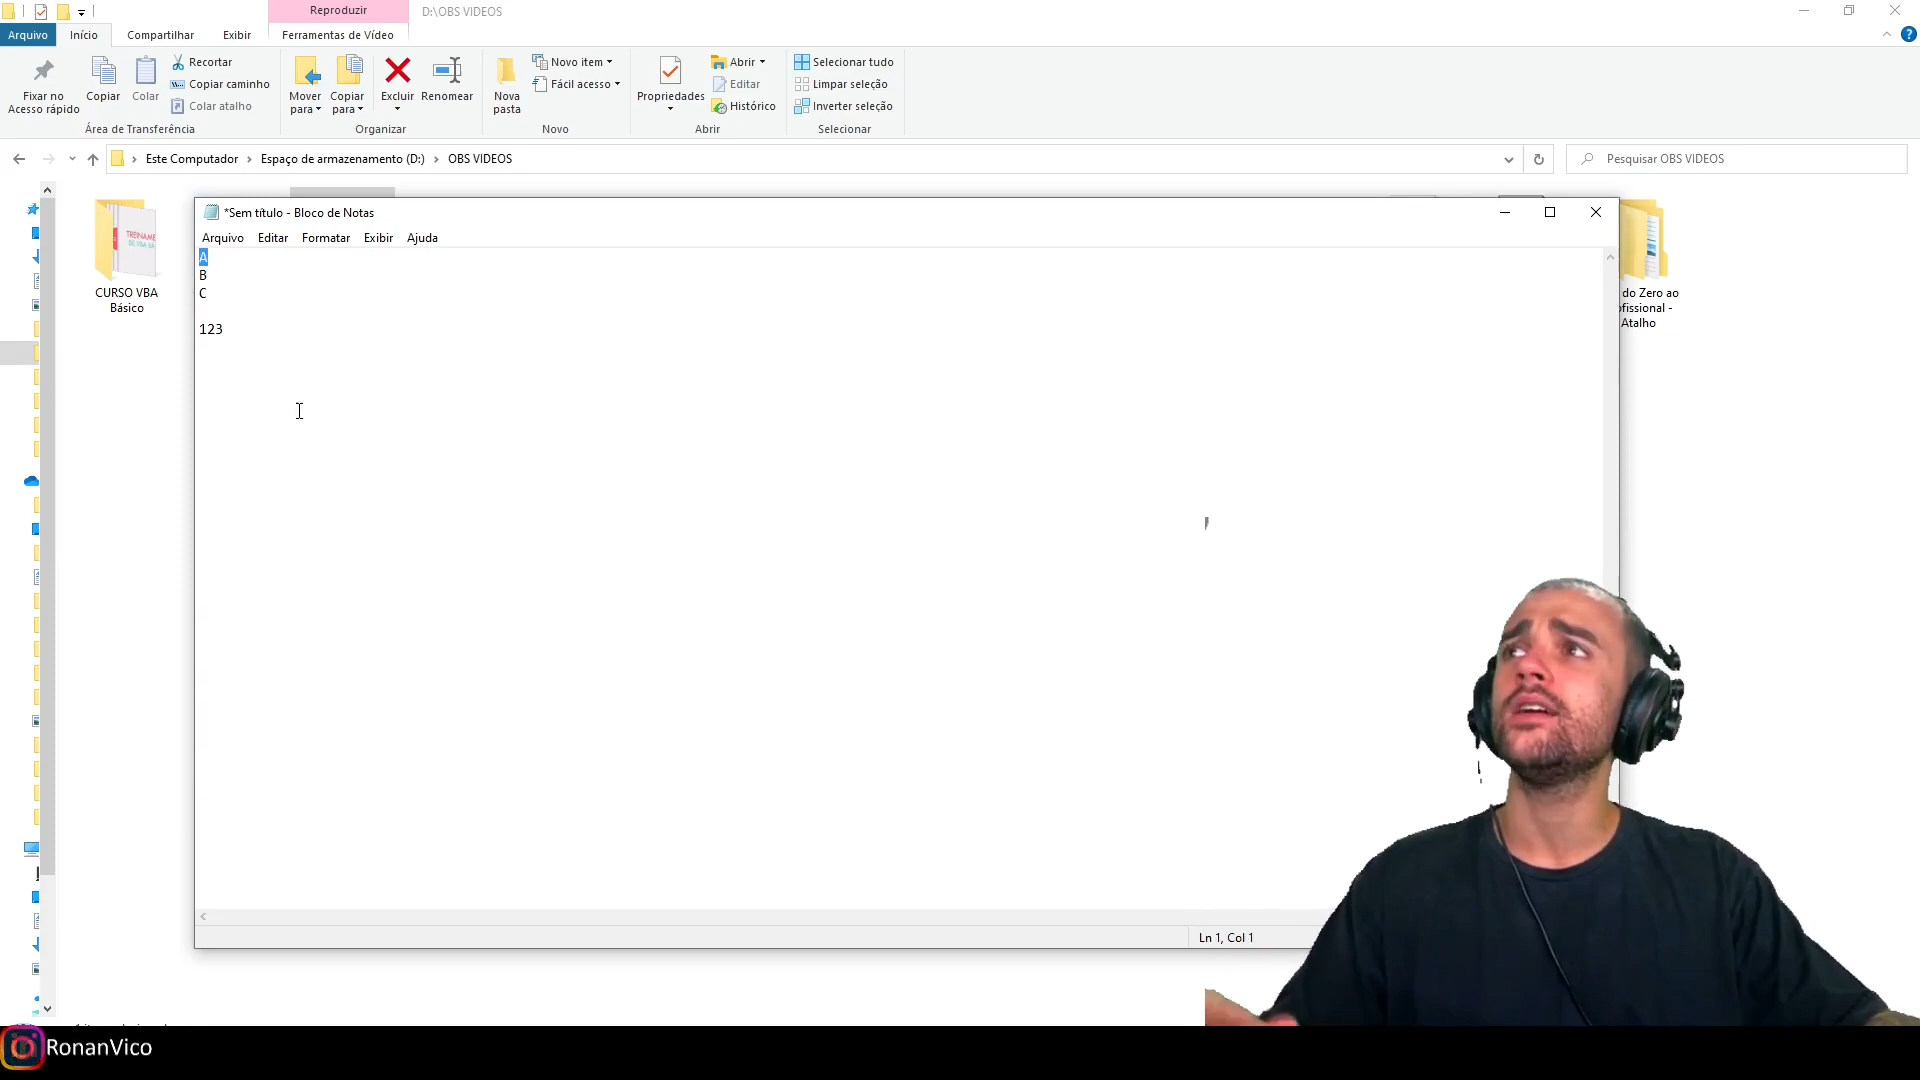 Reproduzir
D:\OBS VIDEOS
Arquivo
Início
Compartilhar
Exibir
Ferramentas de Vídeo
Fixar no
Acesso rápido
Copiar
Colar
Recortar
Copiar caminho
Colar atalho
Área de Transferência
Mover
para
Copiar
para
Excluir
Renomear
Organizar
Nova
pasta
Novo item
Fácil acesso
Novo
Propriedades
Abrir
Editar
Histórico
Abrir
Selecionar tudo
Limpar seleção
Inverter seleção
Selecionar
Este Computador > Espaço de armazenamento (D:) > OBS VIDEOS
Pesquisar OBS VIDEOS
TREINAME
CURSO VBA
Básico
do Zero ao
fissional -
Atalho
*Sem título - Bloco de Notas
Arquivo Editar Formatar Exibir Ajuda
A
B
C
123
Ln 1, Col 1
RonanVico